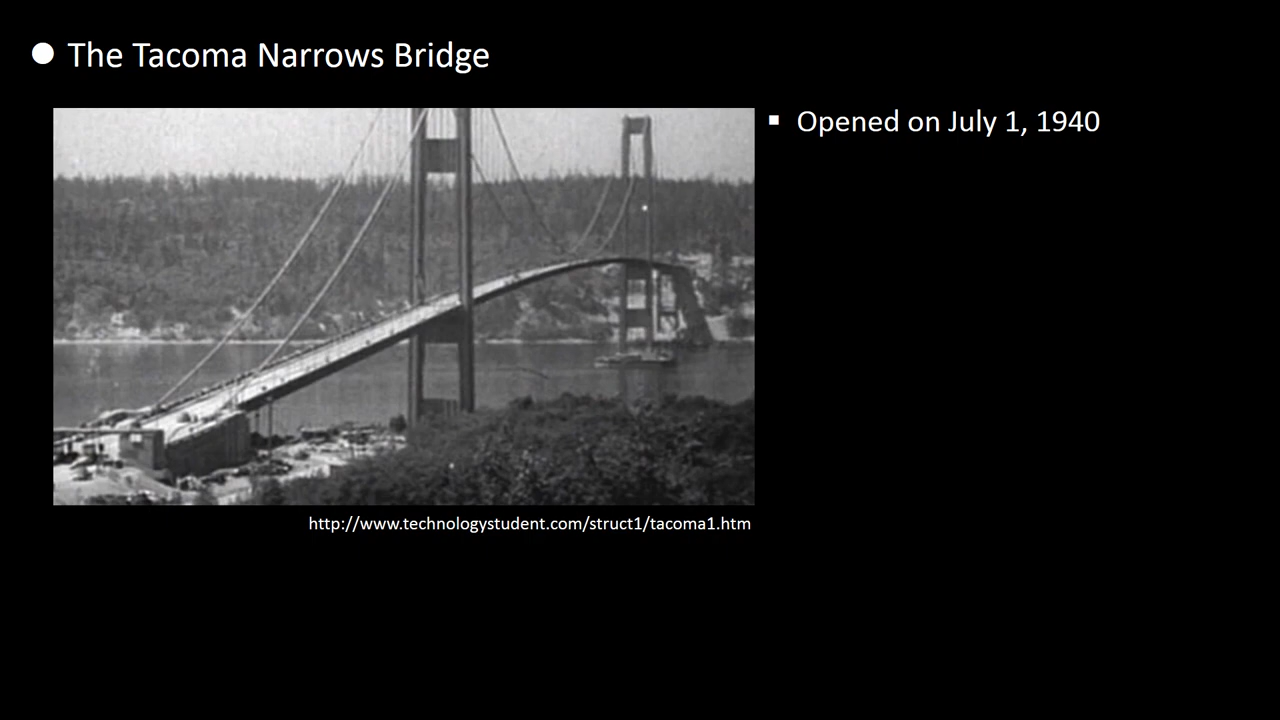 The Tacoma Narrows Bridge
Opened on July 1, 1940
http://www.technologystudent.com/struct1/tacoma1.htm